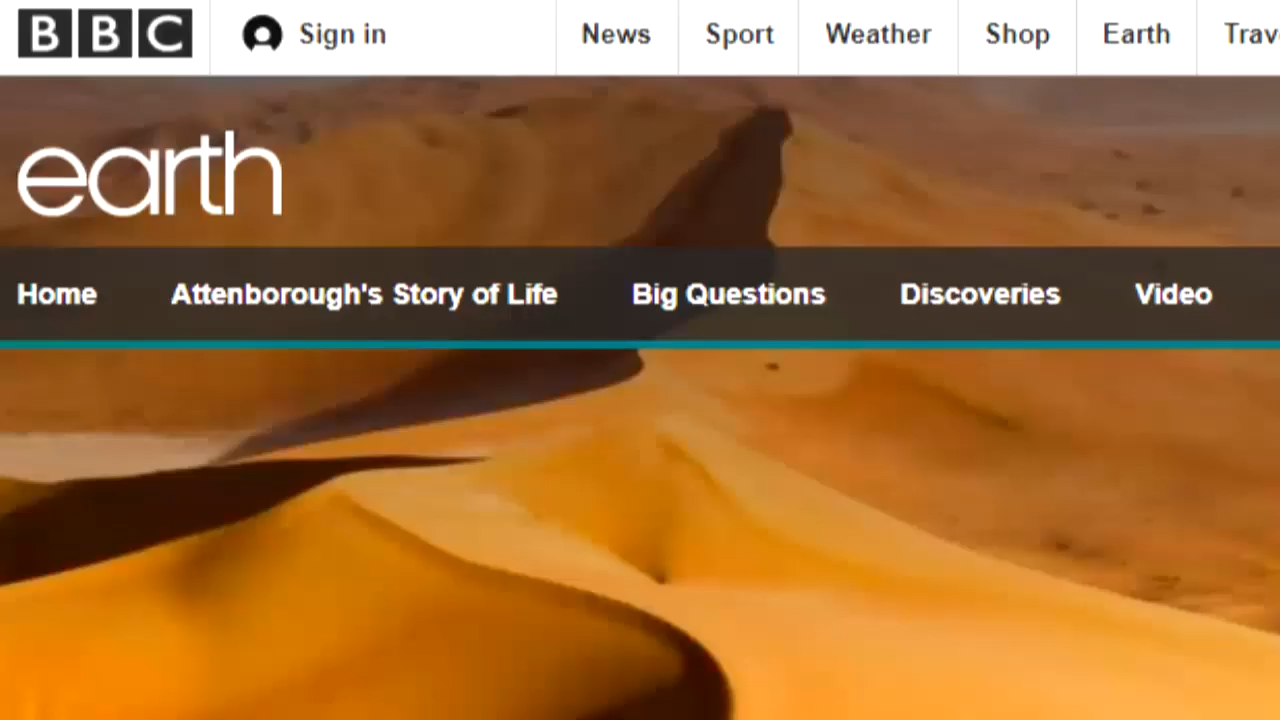 BBC Sign in News Sport Weather Shop Earth
earth
Home Attenborough's Story of Life Big Questions Discoveries Video